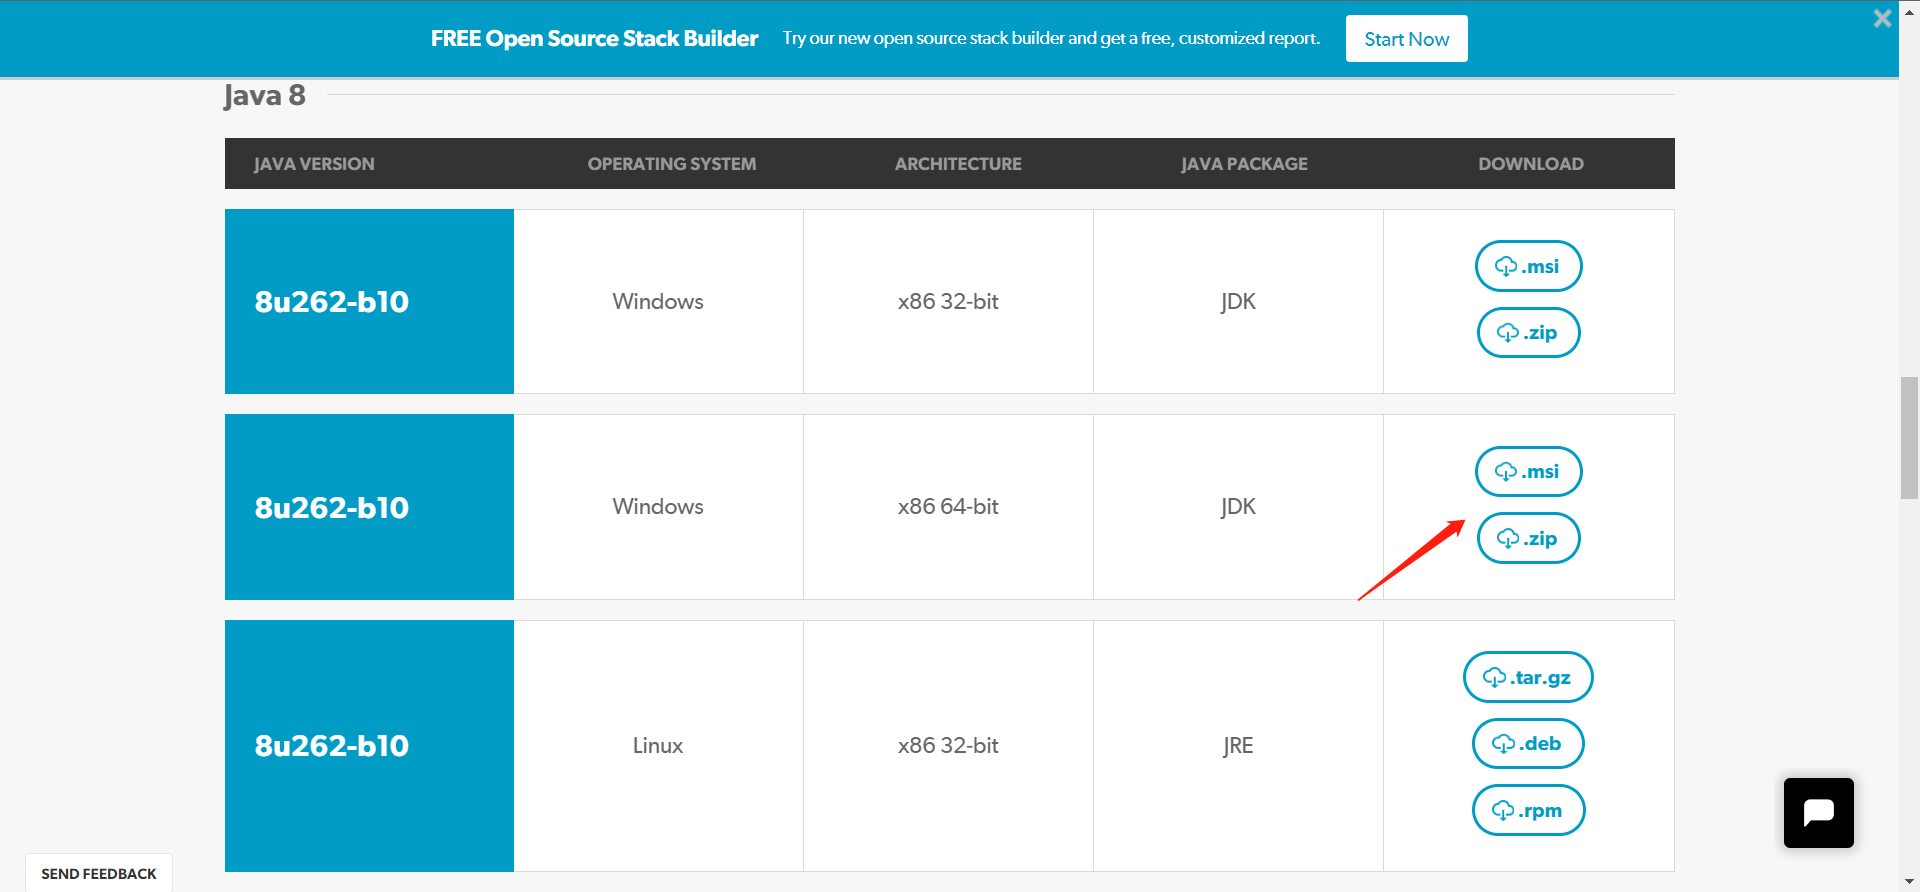 FREE Open Source Stack Builder Try our new open source stack builder and get a free, customized report. Start Now
Java 8
JAVA VERSION OPERATING SYSTEM ARCHITECTURE JAVA PACKAGE DOWNLOAD
8u262-b10 Windows x86 32-bit JDK
.msi
.zip
8u262-b10 Windows x86 64-bit JDK
.msi
.zip
8u262-b10 Linux x86 32-bit JRE
.tar.gz
.deb
.rpm
SEND FEEDBACK